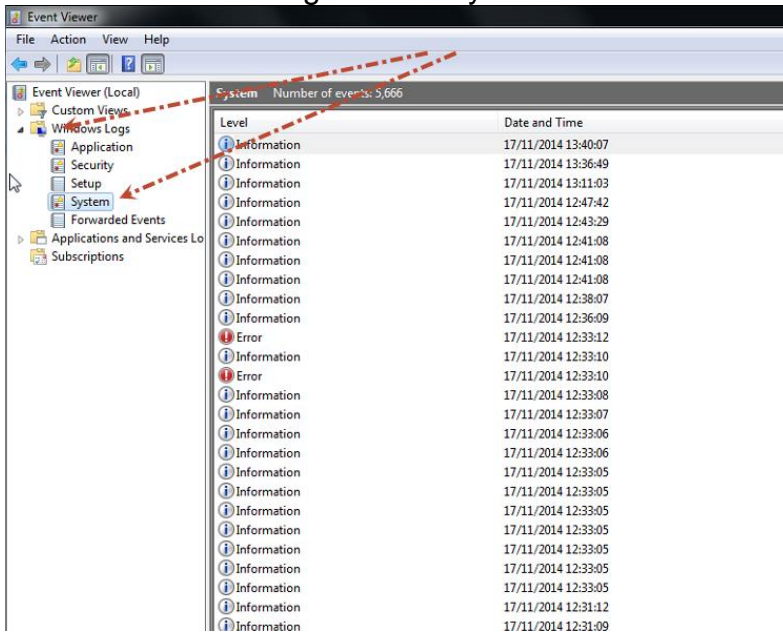 Event Viewer
File Action View Help
Event Viewer (Local)
Custom Views
Windows Logs
Application
Security
Setup
System
Forwarded Events
Applications and Services Lo
Subscriptions
System Number of events: 5,666
Level Date and Time
Information 17/11/2014 13:40:07
Information 17/11/2014 13:36:49
Information 17/11/2014 13:11:03
Information 17/11/2014 12:47:42
Information 17/11/2014 12:43:29
Information 17/11/2014 12:41:08
Information 17/11/2014 12:41:08
Information 17/11/2014 12:41:08
Information 17/11/2014 12:38:07
Information 17/11/2014 12:36:09
Error 17/11/2014 12:33:12
Information 17/11/2014 12:33:10
Error 17/11/2014 12:33:10
Information 17/11/2014 12:33:08
Information 17/11/2014 12:33:07
Information 17/11/2014 12:33:06
Information 17/11/2014 12:33:06
Information 17/11/2014 12:33:05
Information 17/11/2014 12:33:05
Information 17/11/2014 12:33:05
Information 17/11/2014 12:33:05
Information 17/11/2014 12:33:05
Information 17/11/2014 12:33:05
Information 17/11/2014 12:33:05
Information 17/11/2014 12:31:12
Information 17/11/2014 12:31:09